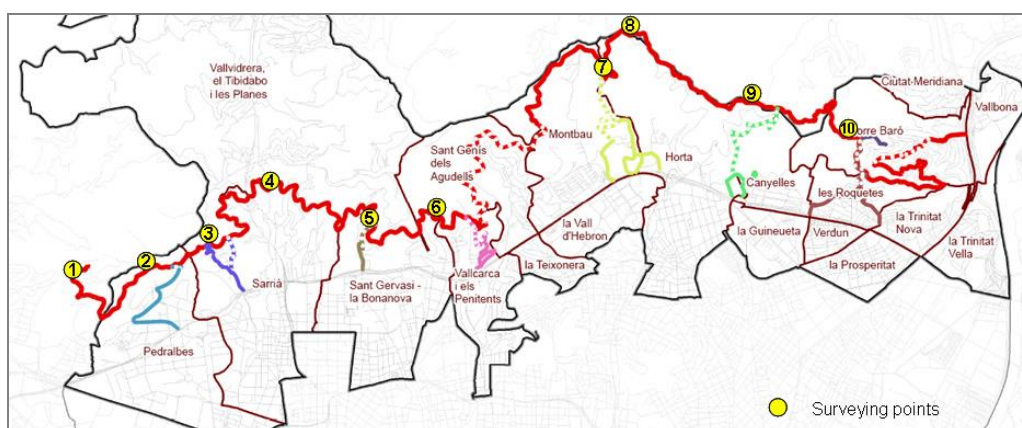 8
Vallvidrera,
el Tibidabo
i les Planes
7
Ciutat-Meridiana
9
Vallbona
10
Torre Baró
Montbau
Sant Genís
dels
Agudells
Horta
4
Canyelles
les Roquetes
6
5
la Vall
d'Hebron
la Trinitat
Nova
3
la Guineueta
Verdun
la Trinitat
Vella
2
1
la Teixonera
la Prosperitat
Vallcarca
i els
Penitents
Sarrià
Sant Gervasi -
la Bonanova
Pedralbes
Surveying points